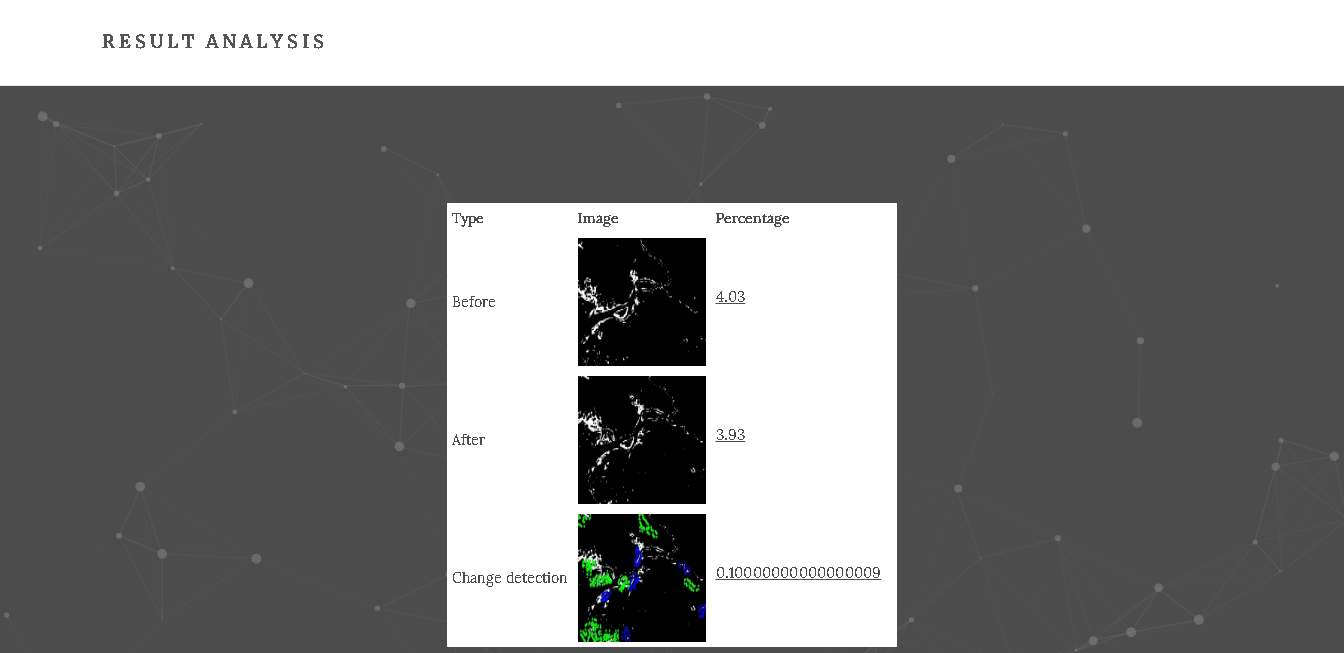 RESULT ANALYSIS
Type Image Percentage
Before 4.03
After 3.93
Change detection 0.10000000000000009